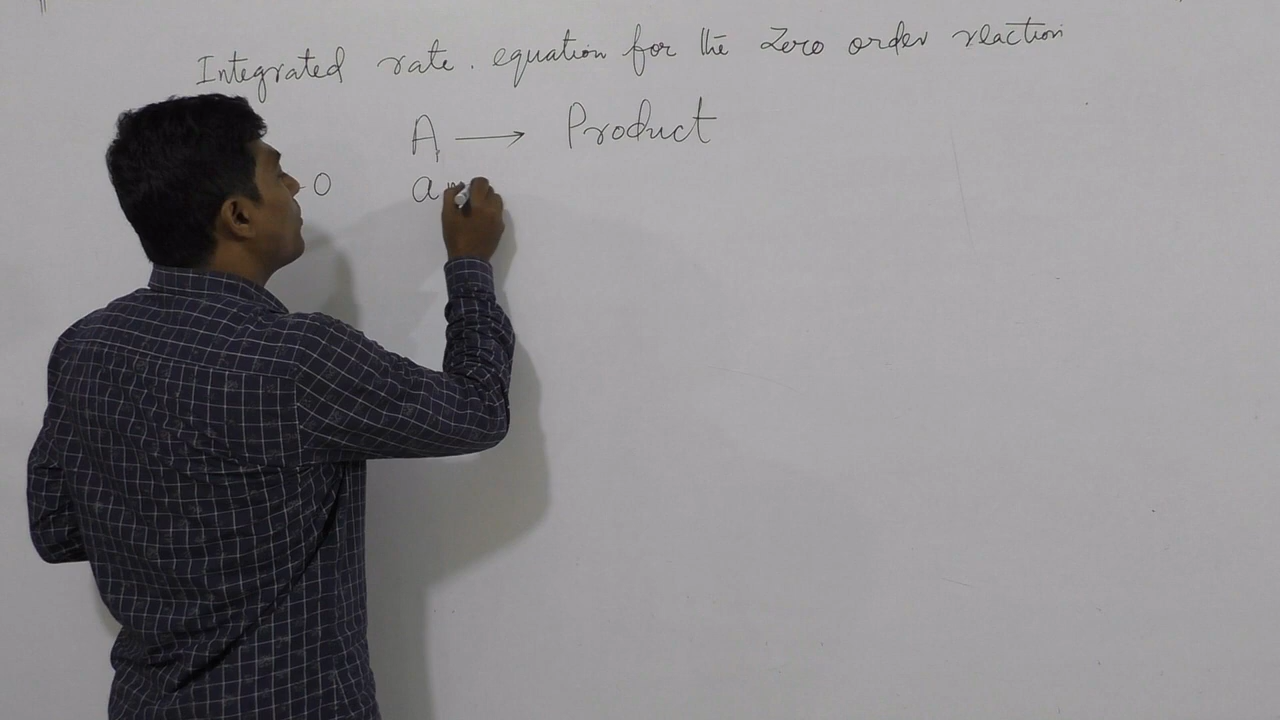 Integrated rate. equation for the Zero order reaction
A → Product
0 a